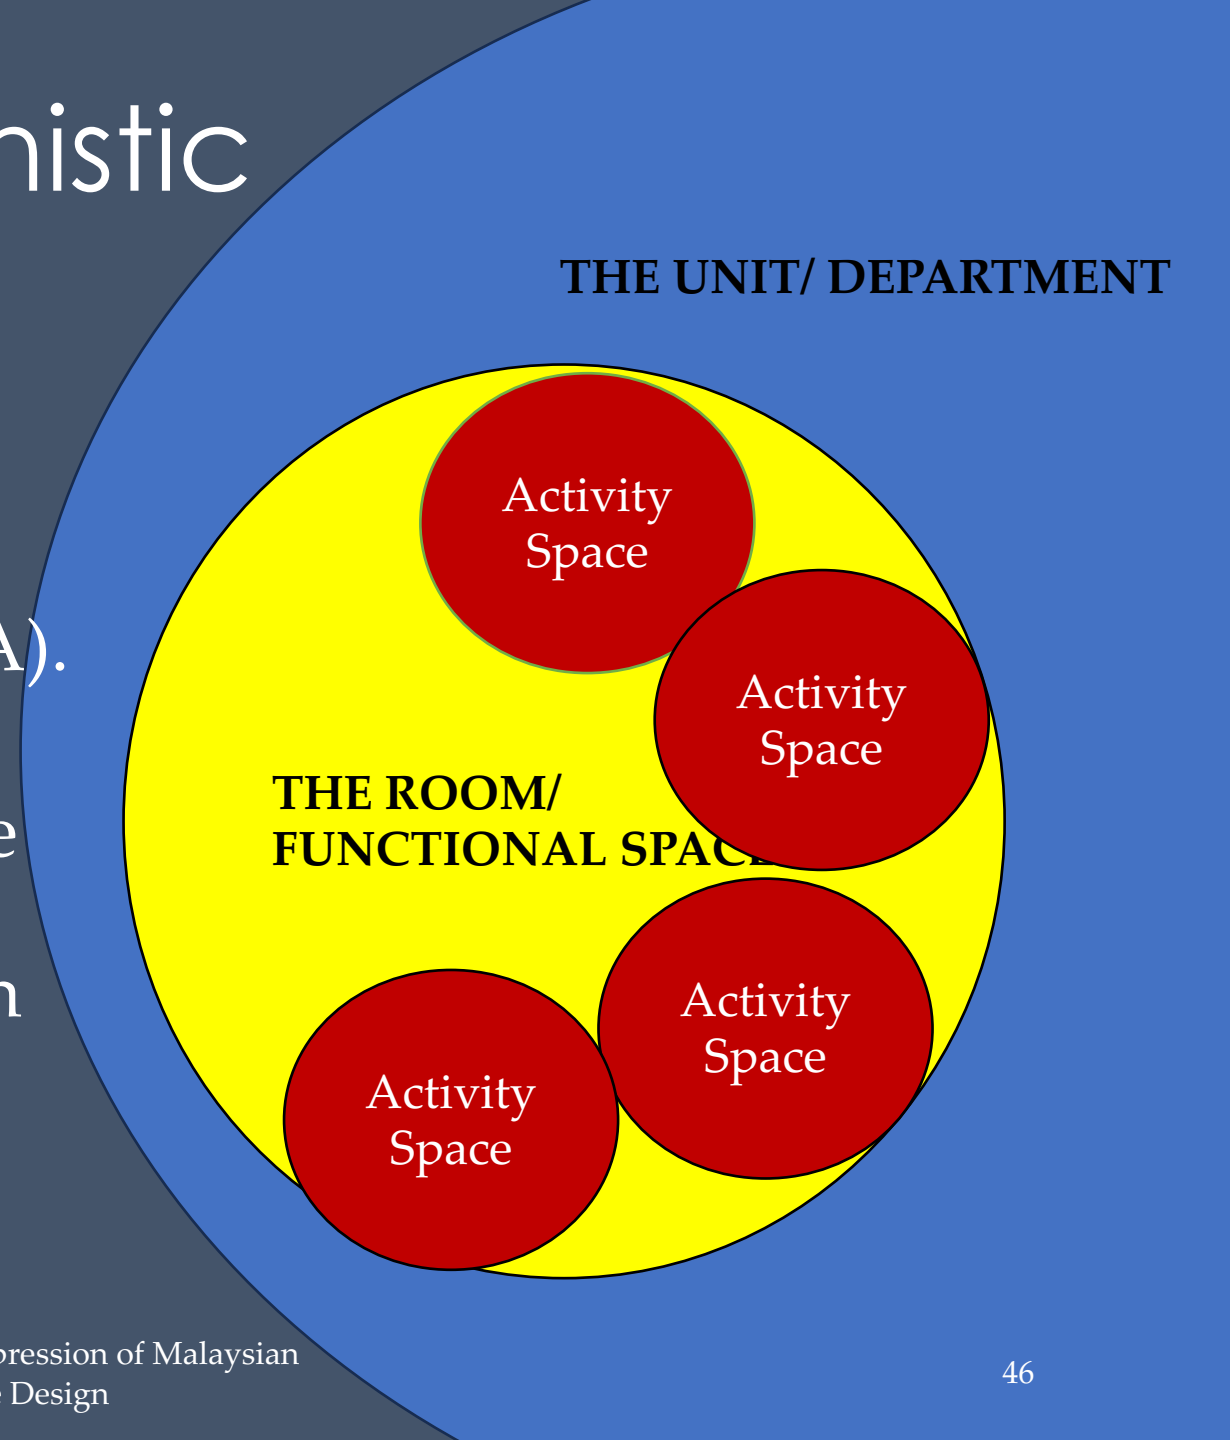 nistic
THE UNIT/ DEPARTMENT
Activity
Space
A).
Activity
Space
THE ROOM/
FUNCTIONAL SPACE
e
Activity
Space
n
Activity
Space
pression of Malaysian
e Design
46